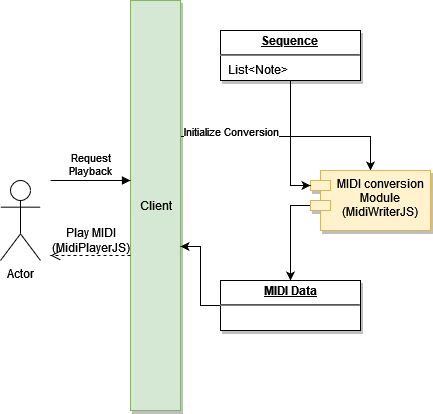 Sequence
List<Note>
Initialize Conversion
Request
Playback
MIDI conversion
Module
(MidiWriterJS)
Client
Play MIDI
(MidiPlayerJS)
Actor
MIDI Data